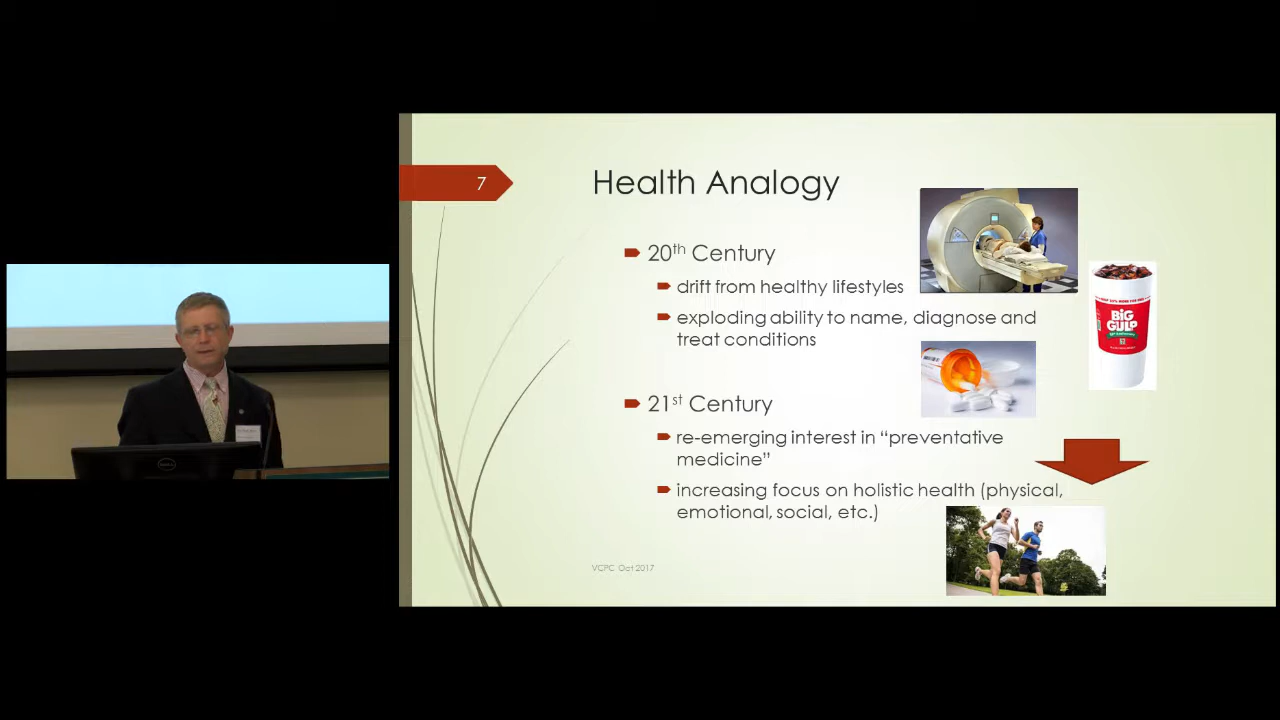 7
Health Analogy
20th Century
drift from healthy lifestyles
exploding ability to name, diagnose and
treat conditions
BiG
GULP
21st Century
re-emerging interest in “preventative
medicine”
increasing focus on holistic health (physical,
emotional, social, etc.)
VCPC Oct 2017
DELL